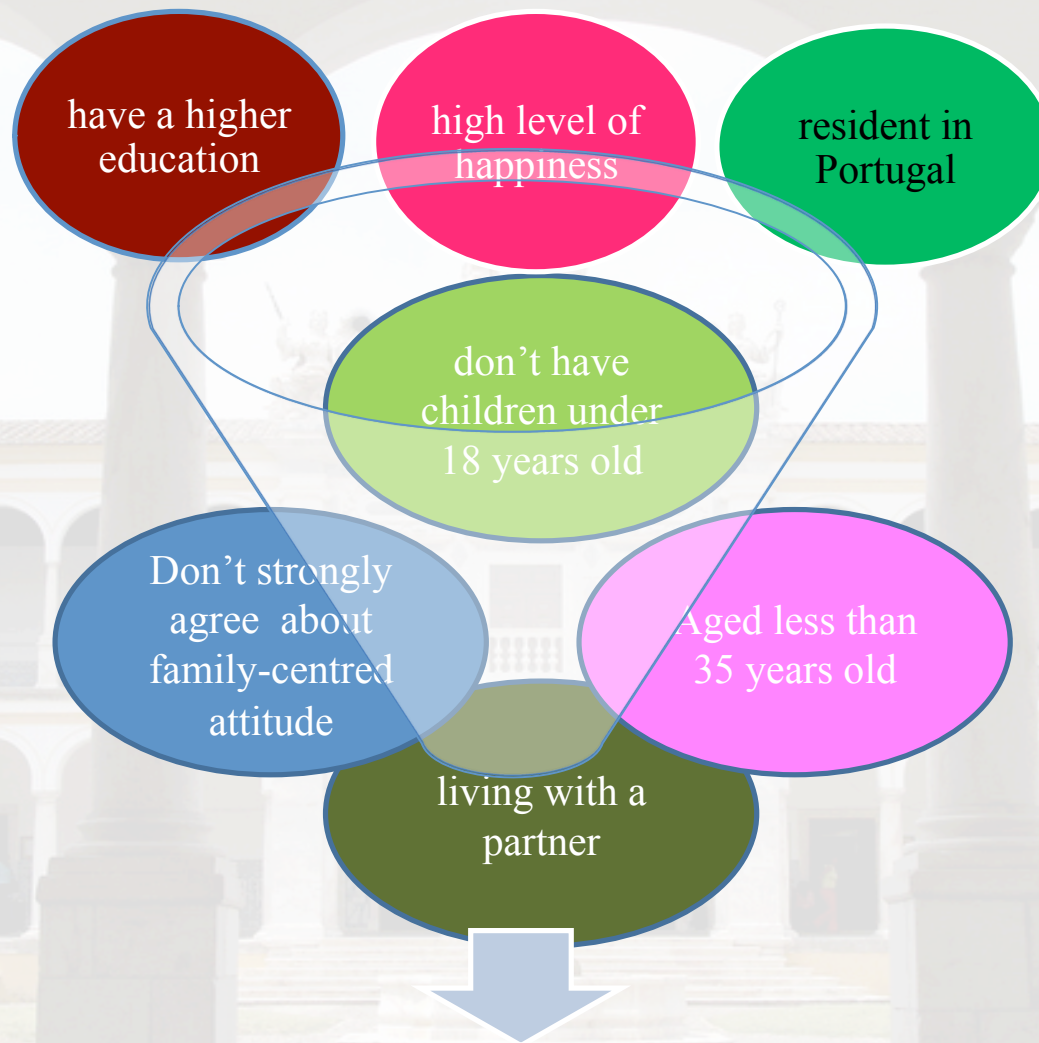 have a higher
education
high level of
happiness
resident in
Portugal
don’t have
children under
18 years old
Don’t strongly
agree about
family-centred
attitude
Aged less than
35 years old
living with a
partner